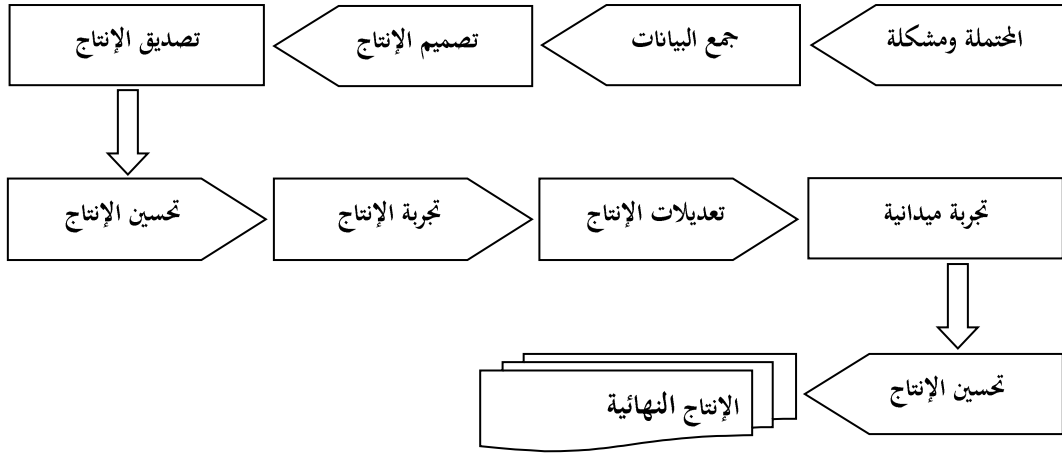 المحتملة ومشكلة
جمع البيانات
تصميم الإنتاج
تصديق الإنتاج
تحسين الإنتاج
تجربة الإنتاج
تعديلات الإنتاج
تجربة ميدانية
تحسين الإنتاج
الإنتاج النهائية